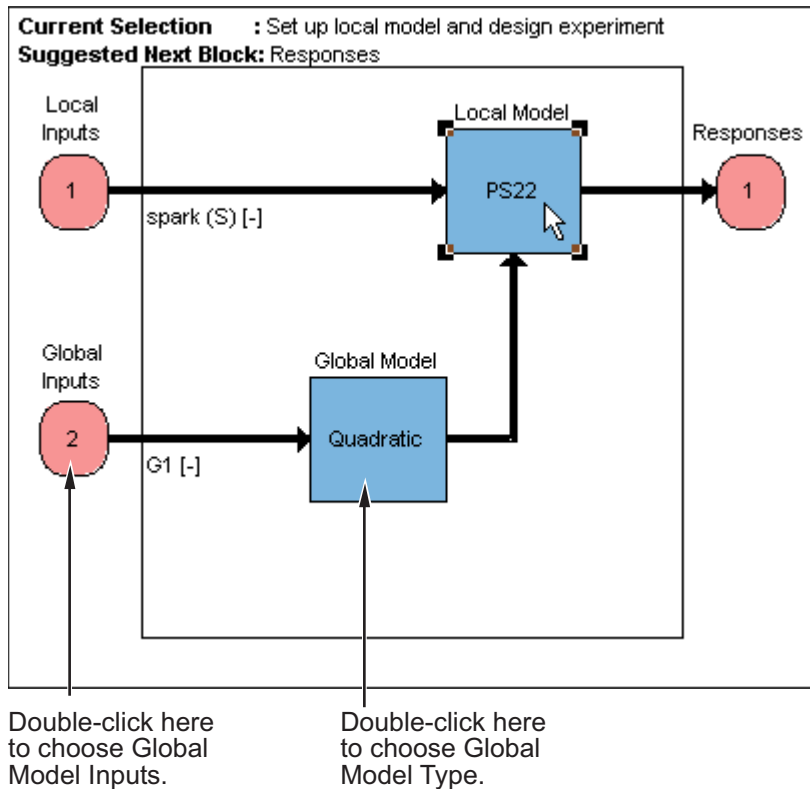 Current Selection : Set up local model and design experiment
Suggested Next Block: Responses
Local
Inputs
Local Model
Responses
1
PS22
1
spark (S) [-]
Global
Inputs
Global Model
2
Quadratic
G1 [-]
Double-click here
to choose Global
Model Inputs.
Double-click here
to choose Global
Model Type.